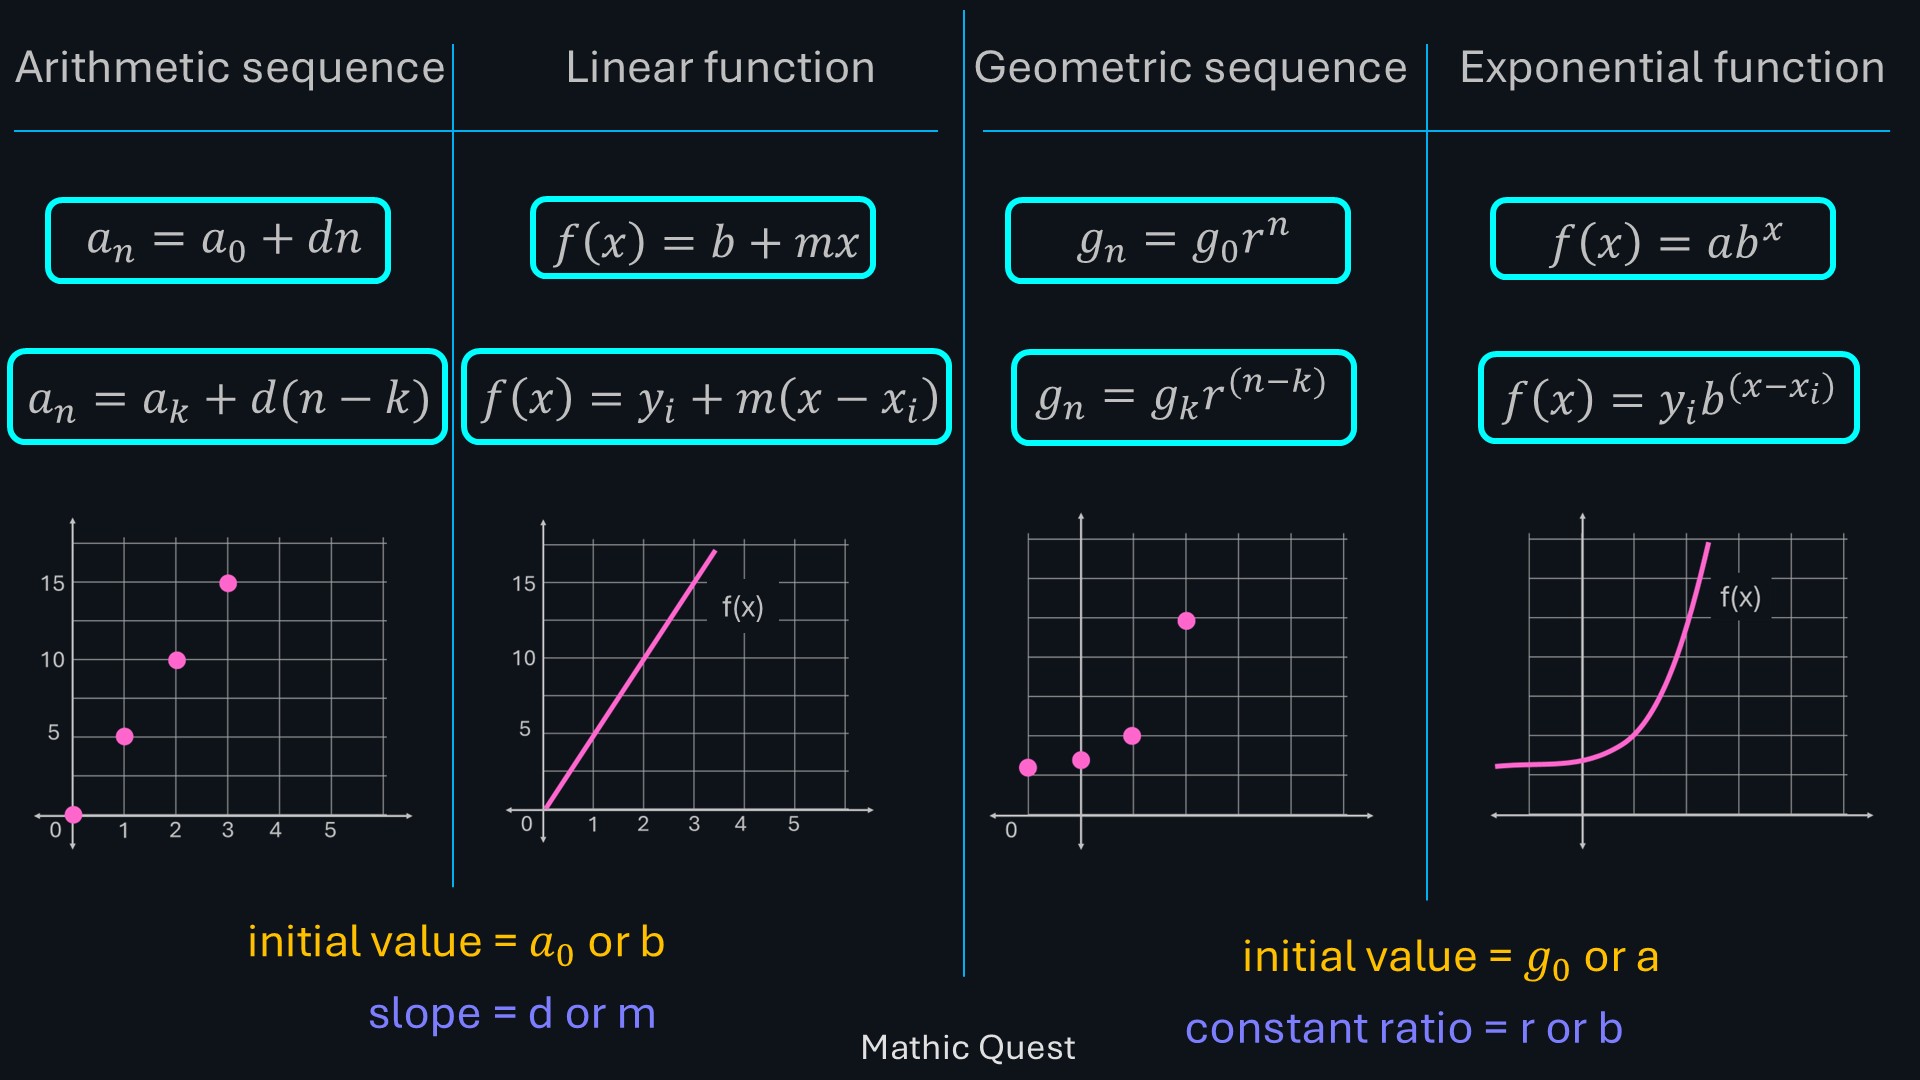 Arithmetic sequence
Linear function
Geometric sequence
Exponential function
aₙ = a₀ + dn
f(x) = b + mx
gₙ = g₀rⁿ
f(x) = abˣ
aₙ = aₖ + d(n − k)
f(x) = yᵢ + m(x − xᵢ)
gₙ = gₖr⁽ⁿ⁻ᵏ⁾
f(x) = yᵢb^(x−xᵢ)
15
10
5
0 1 2 3 4 5
15
f(x)
10
5
0 1 2 3 4 5
0
f(x)
initial value = a₀ or b
slope = d or m
initial value = g₀ or a
constant ratio = r or b
Mathic Quest